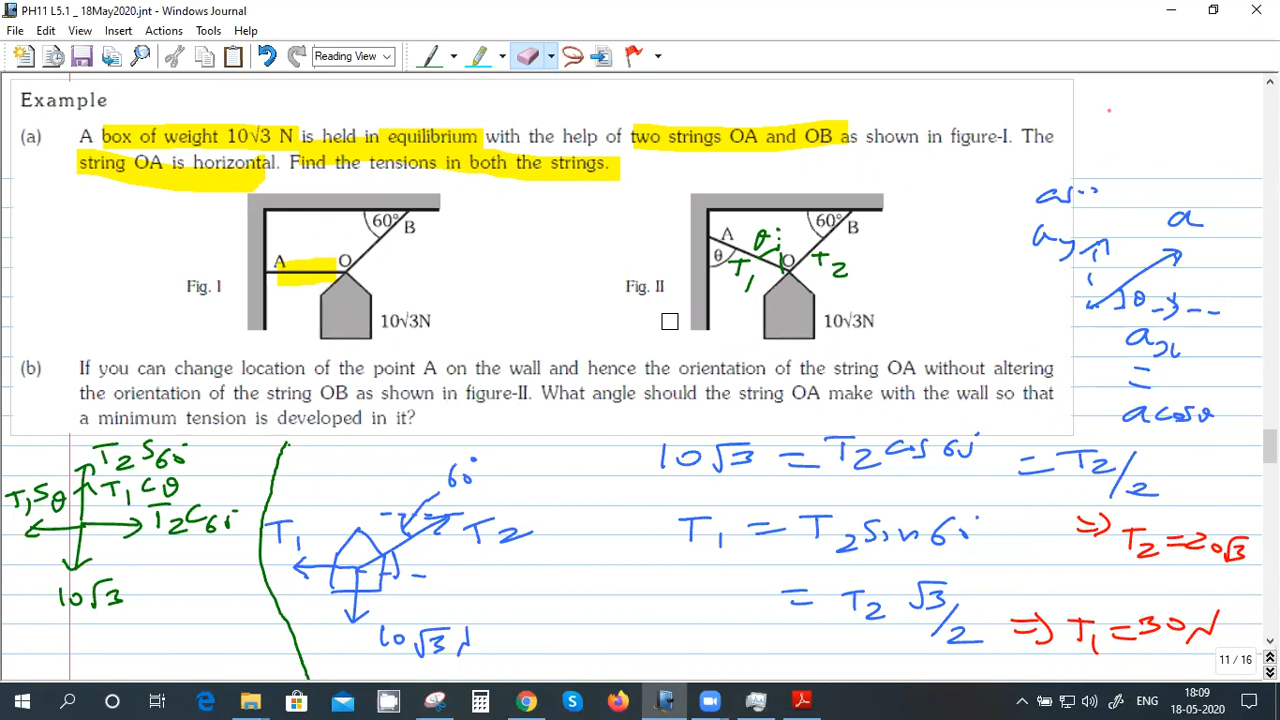 PH11 L5.1 _ 18May2020.jnt - Windows Journal
File Edit View Insert Actions Tools Help
Reading View
Example
(a) A box of weight 10√3 N is held in equilibrium with the help of two strings OA and OB as shown in figure-I. The
string OA is horizontal. Find the tensions in both the strings.
60°
B
A
O
Fig. I
10√3N
60°
B
A
θ
θ
O
T1
T2
Fig. II
10√3N
a
ay
θ
ax
=
a cosθ
(b) If you can change location of the point A on the wall and hence the orientation of the string OA without altering
the orientation of the string OB as shown in figure-II. What angle should the string OA make with the wall so that
a minimum tension is developed in it?
T2 S60
T1 Sθ T1 Cθ
T2 C60
10√3
60°
T1
T2
10√3 N
10√3 = T2 cos 60 = T2/2
T1 = T2 sin 60
⇒ T2 = 20√3
= T2 √3/2
⇒ T1 = 30 N
11 / 16
ENG
18:09
18-05-2020